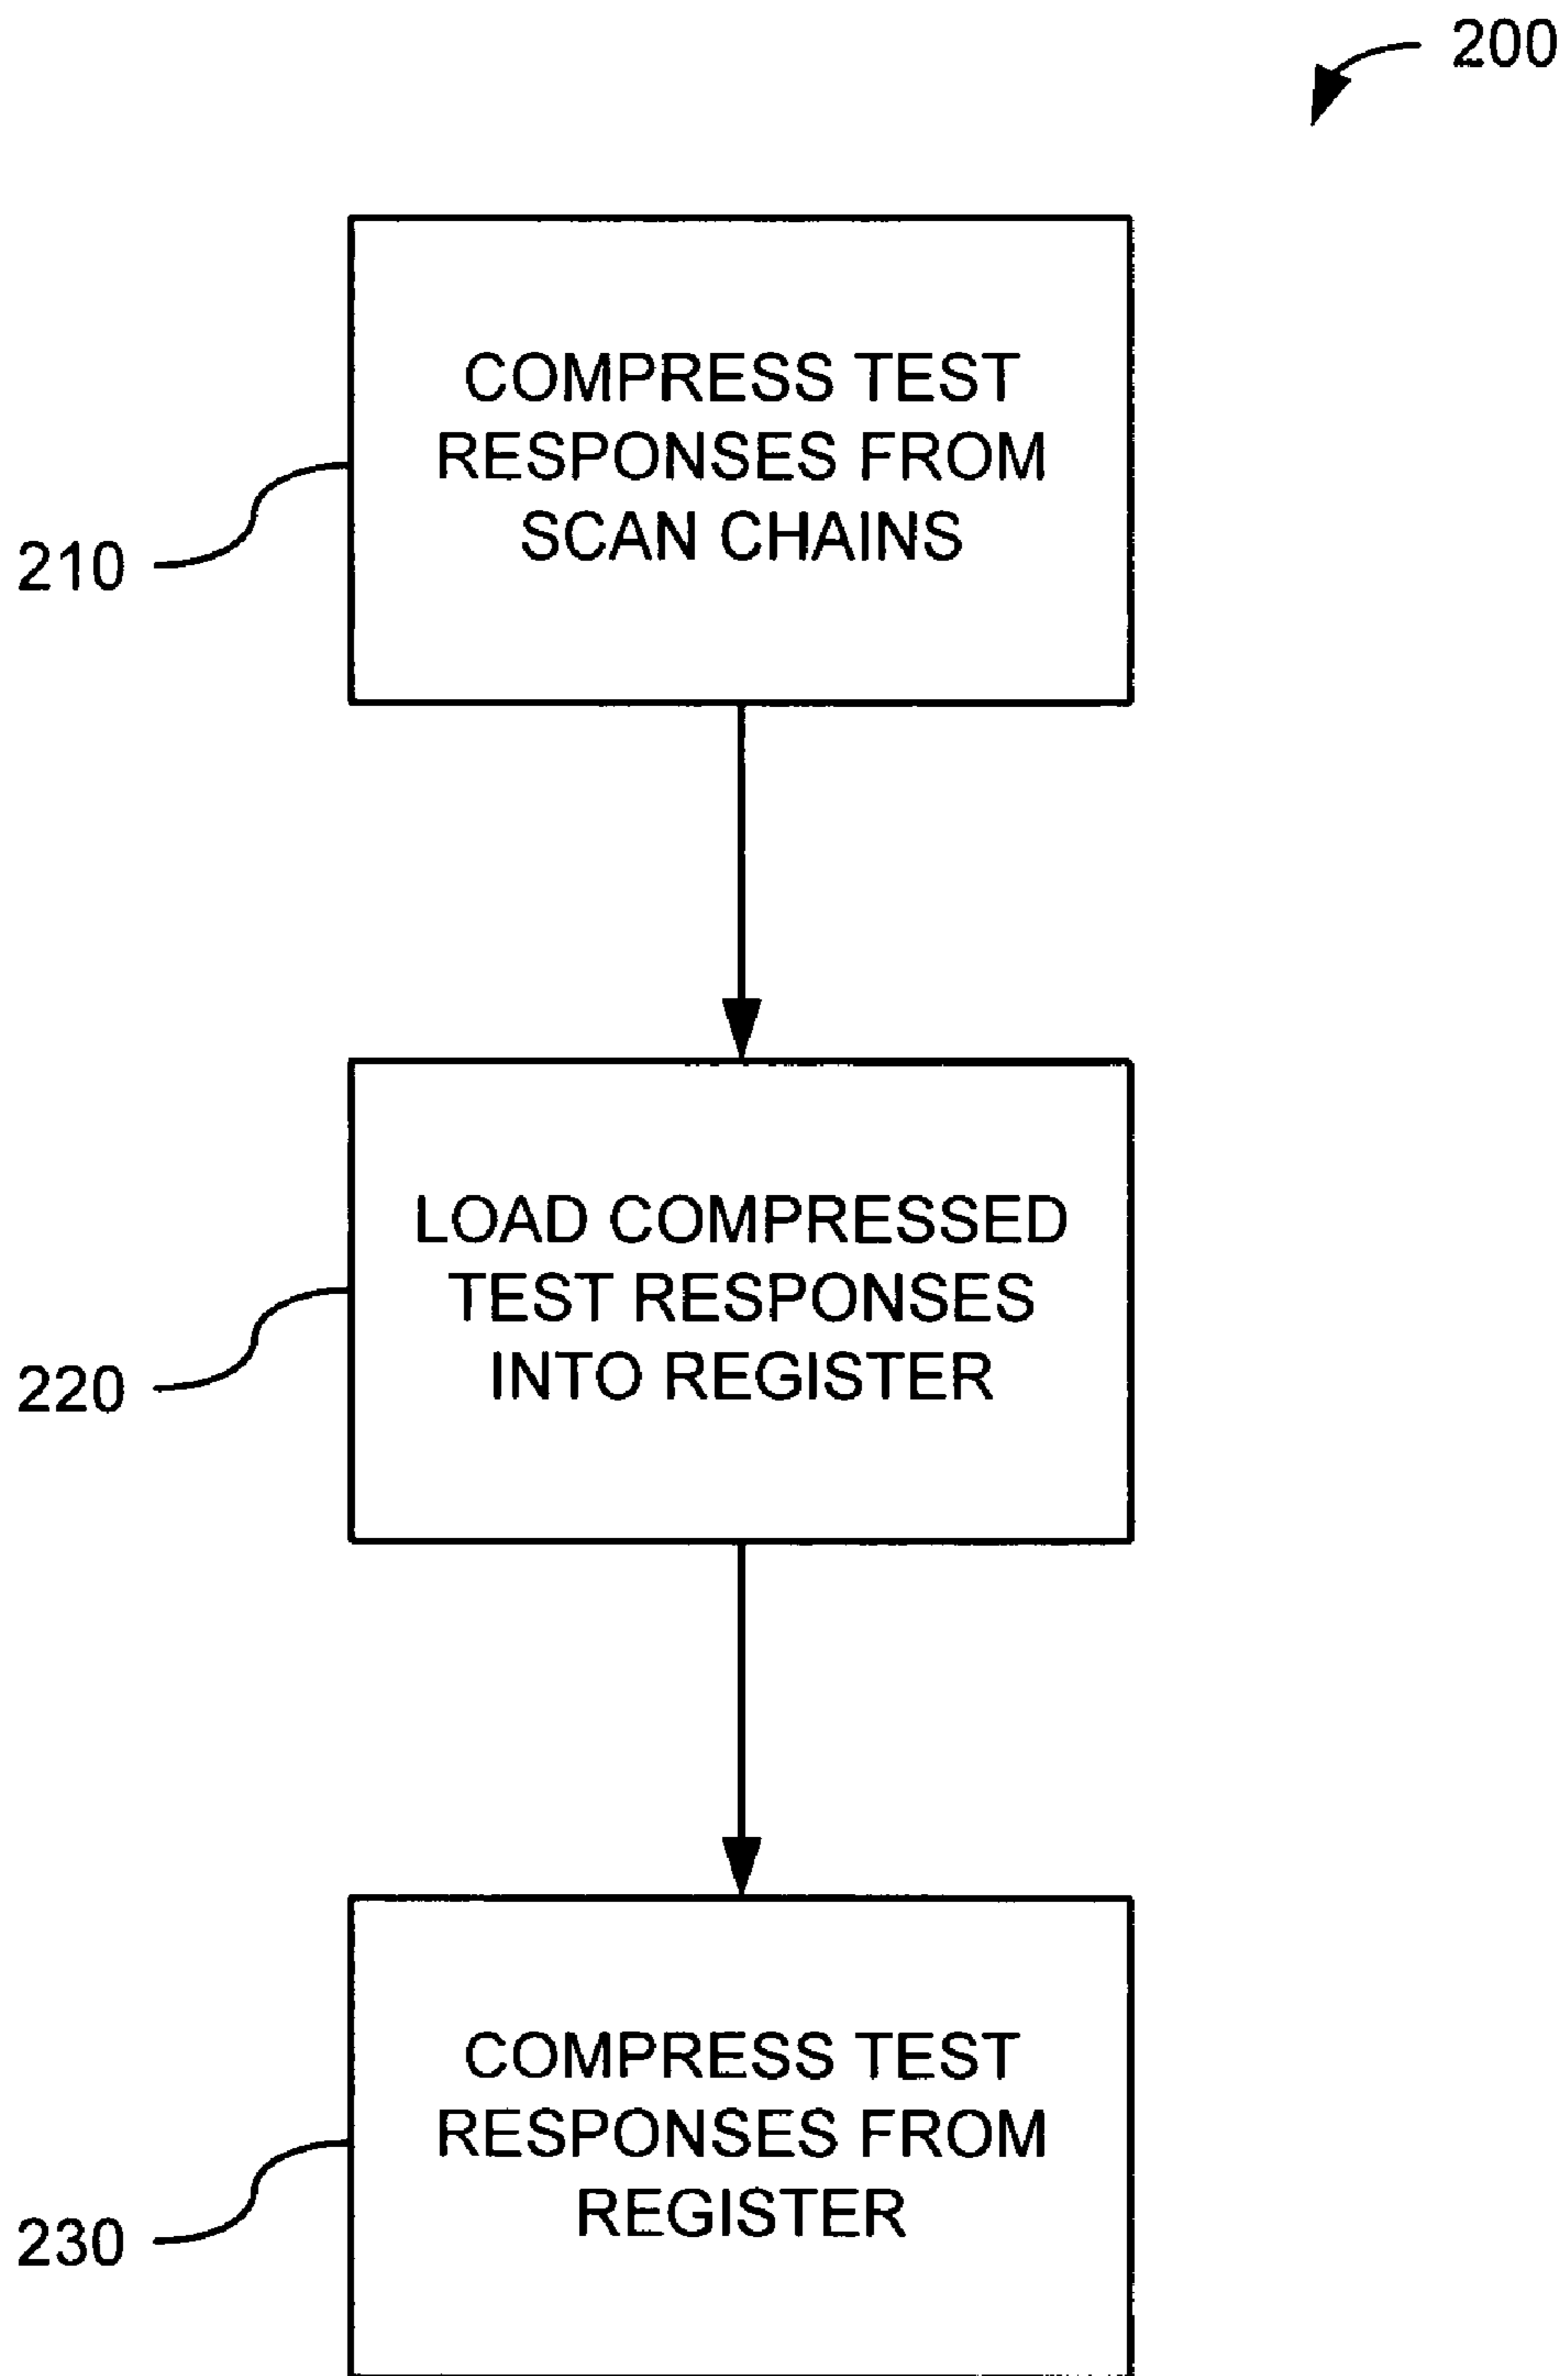 200
COMPRESS TEST
RESPONSES FROM
SCAN CHAINS
210
LOAD COMPRESSED
TEST RESPONSES
INTO REGISTER
220
COMPRESS TEST
RESPONSES FROM
REGISTER
230